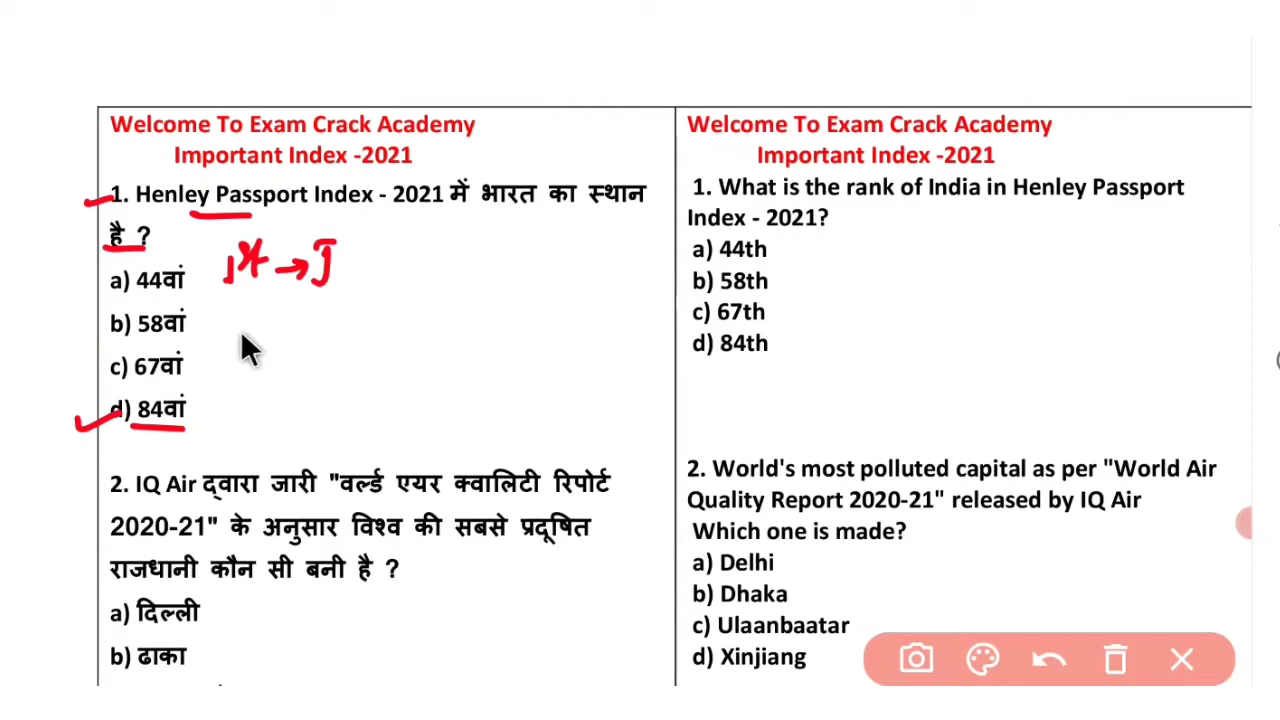 Welcome To Exam Crack Academy
Important Index -2021
1. Henley Passport Index - 2021 में भारत का स्थान
है ?
1st → J
a) 44वां
b) 58वां
c) 67वां
d) 84वां
2. IQ Air द्वारा जारी "वर्ल्ड एयर क्वालिटी रिपोर्ट
2020-21" के अनुसार विश्व की सबसे प्रदूषित
राजधानी कौन सी बनी है ?
a) दिल्ली
b) ढाका
Welcome To Exam Crack Academy
Important Index -2021
1. What is the rank of India in Henley Passport
Index - 2021?
a) 44th
b) 58th
c) 67th
d) 84th
2. World's most polluted capital as per "World Air
Quality Report 2020-21" released by IQ Air
Which one is made?
a) Delhi
b) Dhaka
c) Ulaanbaatar
d) Xinjiang